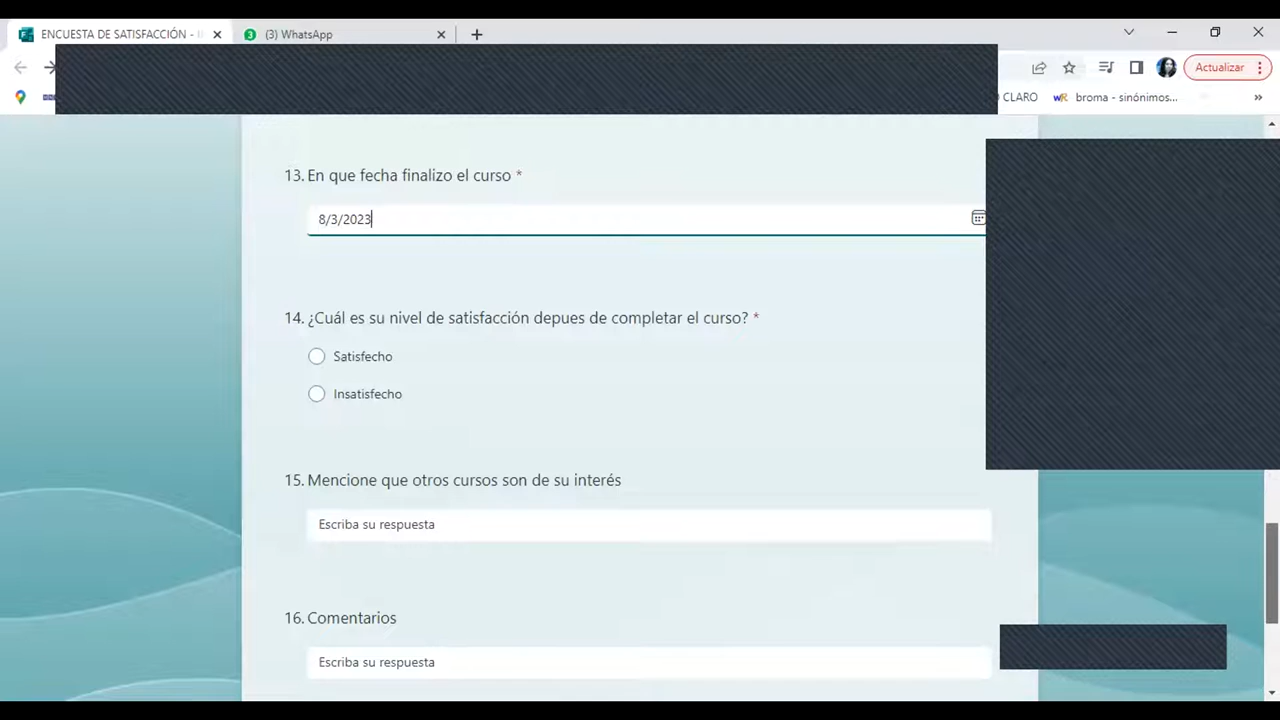 ENCUESTA DE SATISFACCIÓN -
3 (3) WhatsApp
Actualizar
CLARO
wR broma - sinónimos...
13. En que fecha finalizo el curso *
8/3/2023
14. ¿Cuál es su nivel de satisfacción depues de completar el curso? *
Satisfecho
Insatisfecho
15. Mencione que otros cursos son de su interés
Escriba su respuesta
16. Comentarios
Escriba su respuesta